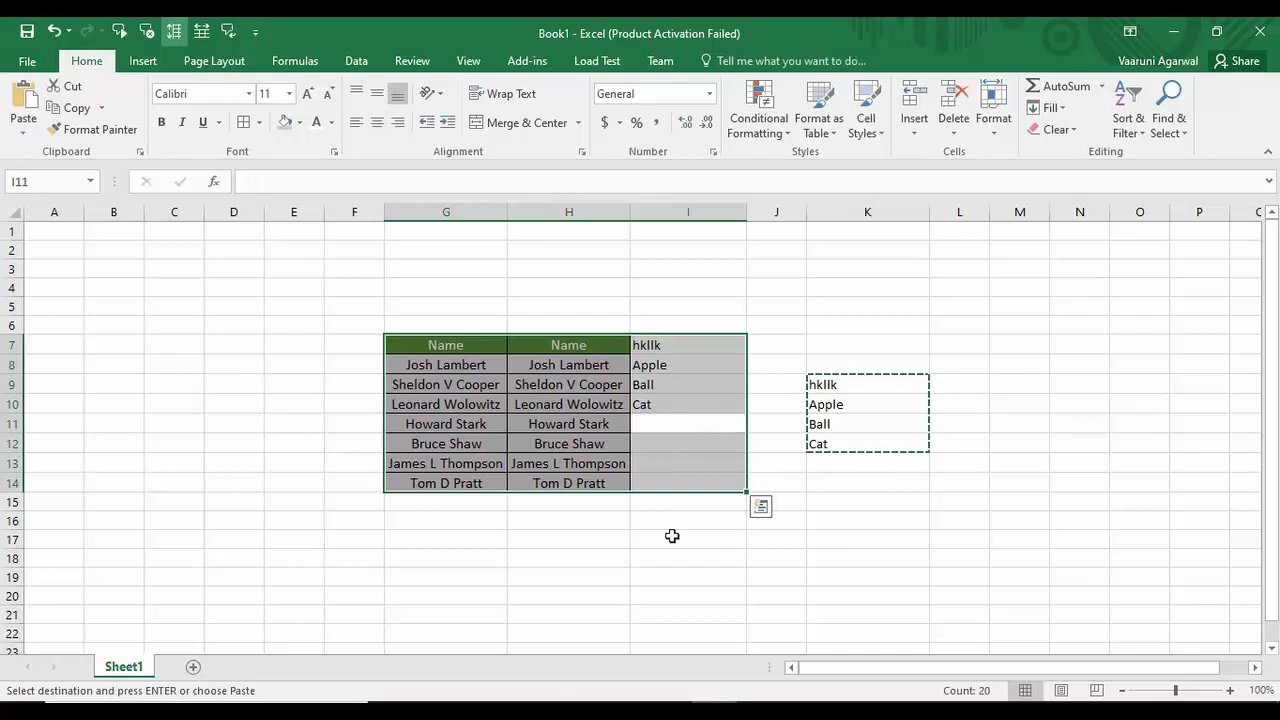 Book1 - Excel (Product Activation Failed)
File Home Insert Page Layout Formulas Data Review View Add-ins Load Test Team Tell me what you want to do... Vaaruni Agarwal Share
Paste
Cut
Copy
Format Painter
Clipboard
Calibri 11
B I U A
Font
Wrap Text
Merge & Center
Alignment
General
$ % ,
Number
Conditional Formatting
Format as Table
Cell Styles
Styles
Insert
Delete
Format
Cells
AutoSum
Fill
Clear
Sort & Filter
Find & Select
Editing
I11 fx
A B C D E F G H I J K L M N O P
1
2
3
4
5
6
7 Name Name hkllk
8 Josh Lambert Josh Lambert Apple
9 Sheldon V Cooper Sheldon V Cooper Ball hkllk
10 Leonard Wolowitz Leonard Wolowitz Cat Apple
11 Howard Stark Howard Stark Ball
12 Bruce Shaw Bruce Shaw Cat
13 James L Thompson James L Thompson
14 Tom D Pratt Tom D Pratt
15
16
17
18
19
20
21
22
23
Sheet1
Select destination and press ENTER or choose Paste Count: 20 100%